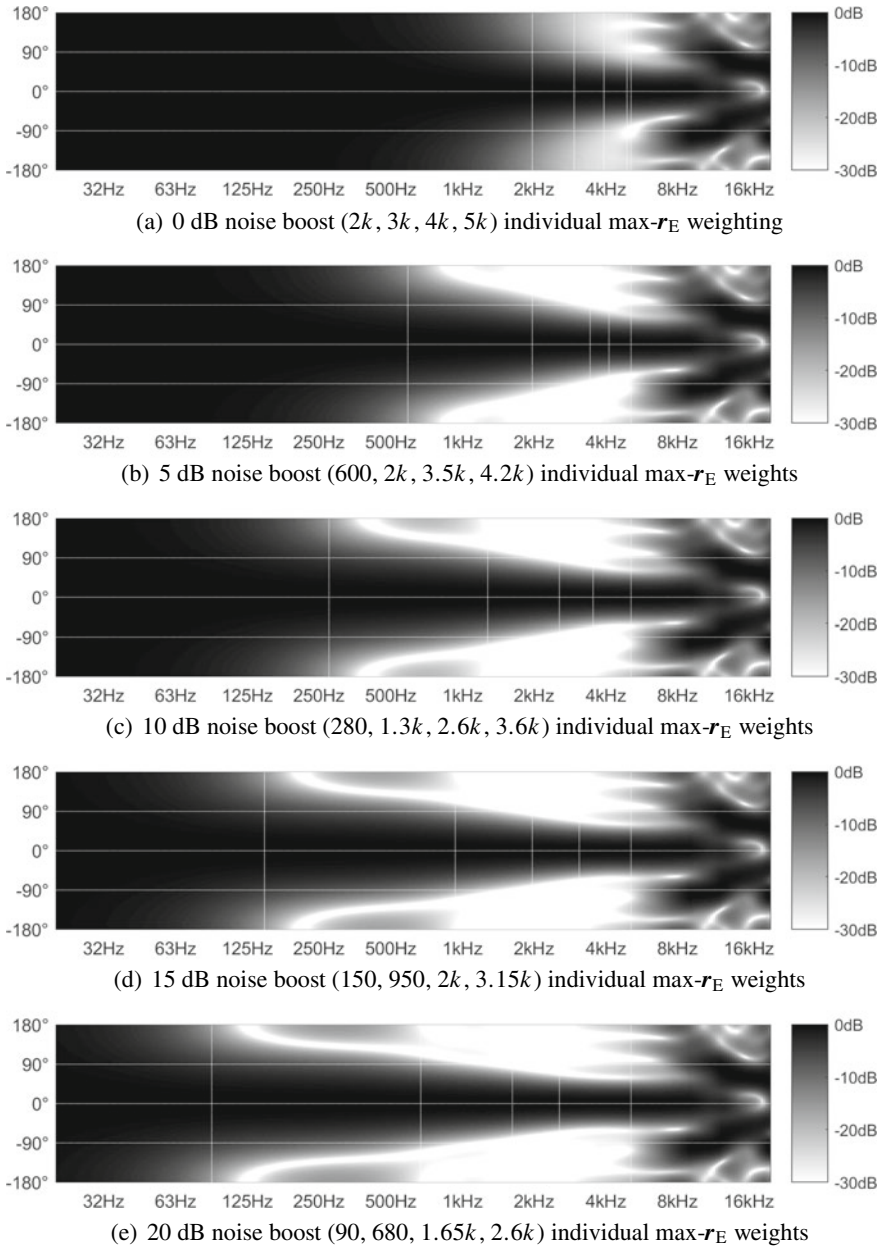 180°
90°
0°
-90°
-180°
32Hz 63Hz 125Hz 250Hz 500Hz 1kHz 2kHz 4kHz 8kHz 16kHz
0dB
-10dB
-20dB
-30dB
(a) 0 dB noise boost (2k, 3k, 4k, 5k) individual max-rE weighting
180°
90°
0°
-90°
-180°
32Hz 63Hz 125Hz 250Hz 500Hz 1kHz 2kHz 4kHz 8kHz 16kHz
0dB
-10dB
-20dB
-30dB
(b) 5 dB noise boost (600, 2k, 3.5k, 4.2k) individual max-rE weights
180°
90°
0°
-90°
-180°
32Hz 63Hz 125Hz 250Hz 500Hz 1kHz 2kHz 4kHz 8kHz 16kHz
0dB
-10dB
-20dB
-30dB
(c) 10 dB noise boost (280, 1.3k, 2.6k, 3.6k) individual max-rE weights
180°
90°
0°
-90°
-180°
32Hz 63Hz 125Hz 250Hz 500Hz 1kHz 2kHz 4kHz 8kHz 16kHz
0dB
-10dB
-20dB
-30dB
(d) 15 dB noise boost (150, 950, 2k, 3.15k) individual max-rE weights
180°
90°
0°
-90°
-180°
32Hz 63Hz 125Hz 250Hz 500Hz 1kHz 2kHz 4kHz 8kHz 16kHz
0dB
-10dB
-20dB
-30dB
(e) 20 dB noise boost (90, 680, 1.65k, 2.6k) individual max-rE weights